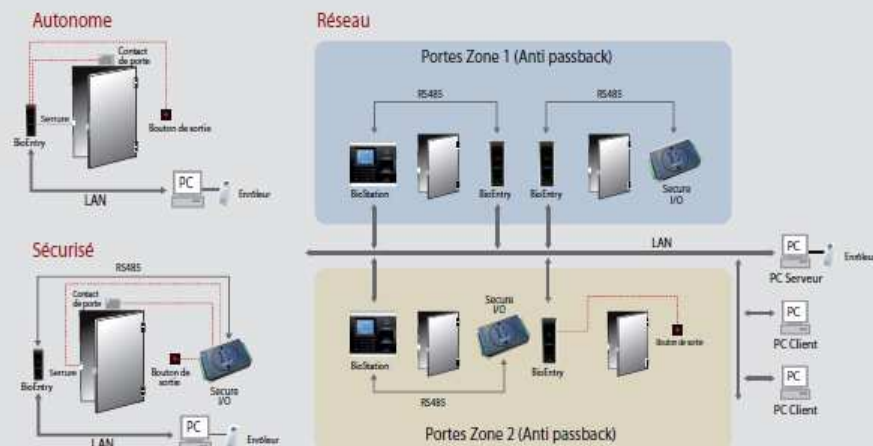 Autonome
Contact
de porte
Serrure
Bouton de sortie
BioEntry
PC
Enrôleur
LAN
Sécurisé
RS485
Contact
de porte
BioEntry
Serrure
Bouton de
sortie
Secure
I/O
PC
Enrôleur
LAN
Réseau
Portes Zone 1 (Anti passback)
RS485
RS485
BioStation
BioEntry
BioEntry
Secure
I/O
LAN
PC
Enrôleur
PC Serveur
PC
PC Client
PC
PC Client
Secure
I/O
BioStation
BioEntry
Bouton de sortie
RS485
Portes Zone 2 (Anti passback)